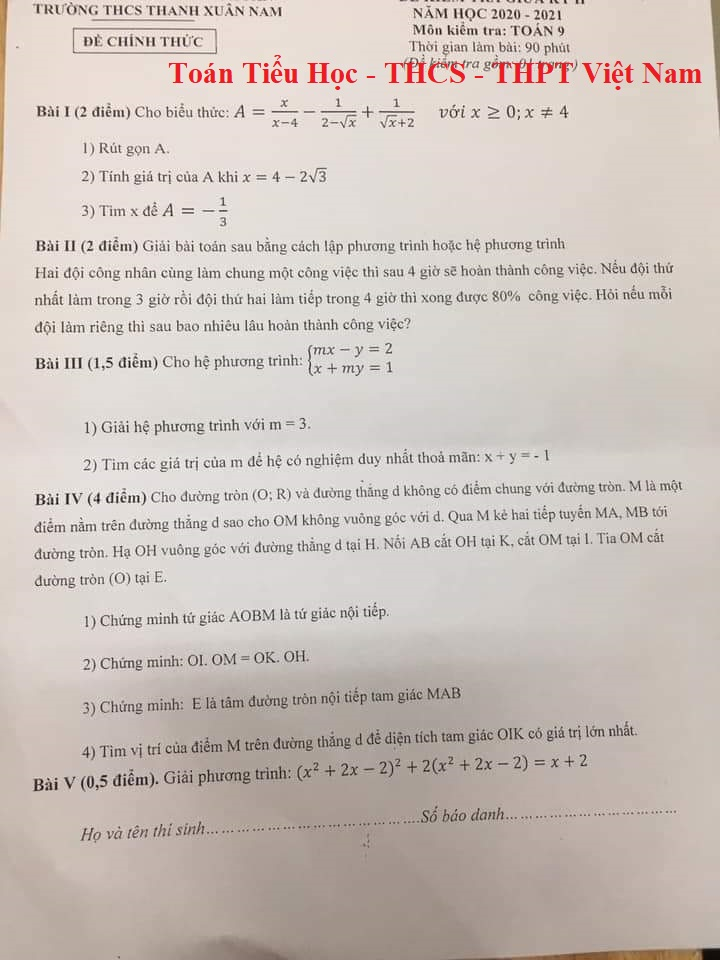 TRƯỜNG THCS THANH XUÂN NAM
ĐỀ CHÍNH THỨC
NĂM HỌC 2020 - 2021
Môn kiểm tra: TOÁN 9
Thời gian làm bài: 90 phút
(Đề kiểm tra gồm: 01 trang)
Toán Tiểu Học - THCS - THPT Việt Nam
Bài I (2 điểm) Cho biểu thức: A = x/(x−4) − 1/(2−√x) + 1/(√x+2) với x ≥ 0; x ≠ 4
1) Rút gọn A.
2) Tính giá trị của A khi x = 4 − 2√3
3) Tìm x để A = −1/3
Bài II (2 điểm) Giải bài toán sau bằng cách lập phương trình hoặc hệ phương trình
Hai đội công nhân cùng làm chung một công việc thì sau 4 giờ sẽ hoàn thành công việc. Nếu đội thứ
nhất làm trong 3 giờ rồi đội thứ hai làm tiếp trong 4 giờ thì xong được 80% công việc. Hỏi nếu mỗi
đội làm riêng thì sau bao nhiêu lâu hoàn thành công việc?
Bài III (1,5 điểm) Cho hệ phương trình: {mx − y = 2
x + my = 1
1) Giải hệ phương trình với m = 3.
2) Tìm các giá trị của m để hệ có nghiệm duy nhất thoả mãn: x + y = - 1
Bài IV (4 điểm) Cho đường tròn (O; R) và đường thẳng d không có điểm chung với đường tròn. M là một
điểm nằm trên đường thẳng d sao cho OM không vuông góc với d. Qua M kẻ hai tiếp tuyến MA, MB tới
đường tròn. Hạ OH vuông góc với đường thẳng d tại H. Nối AB cắt OH tại K, cắt OM tại I. Tia OM cắt
đường tròn (O) tại E.
1) Chứng minh tứ giác AOBM là tứ giác nội tiếp.
2) Chứng minh: OI. OM = OK. OH.
3) Chứng minh: E là tâm đường tròn nội tiếp tam giác MAB
4) Tìm vị trí của điểm M trên đường thẳng d để diện tích tam giác OIK có giá trị lớn nhất.
Bài V (0,5 điểm). Giải phương trình: (x² + 2x − 2)² + 2(x² + 2x − 2) = x + 2
Họ và tên thí sinh……………………………………Số báo danh……………………………